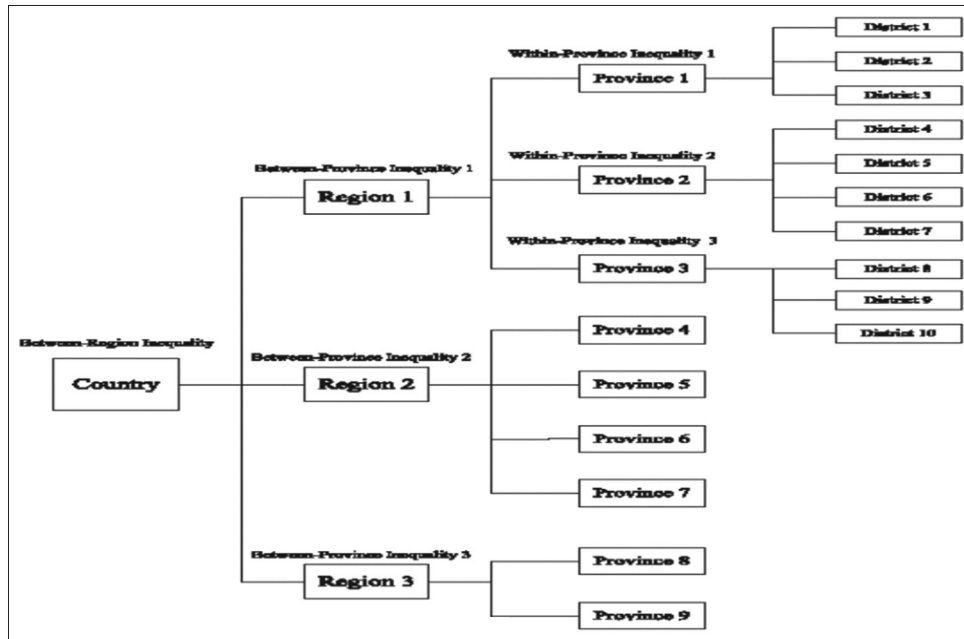 Between-Region Inequality
Country
Between-Province Inequality 1
Region 1
Within-Province Inequality 1
Province 1
District 1
District 2
District 3
Within-Province Inequality 2
Province 2
District 4
District 5
District 6
District 7
Within-Province Inequality 3
Province 3
District 8
District 9
District 10
Between-Province Inequality 2
Region 2
Province 4
Province 5
Province 6
Province 7
Between-Province Inequality 3
Region 3
Province 8
Province 9